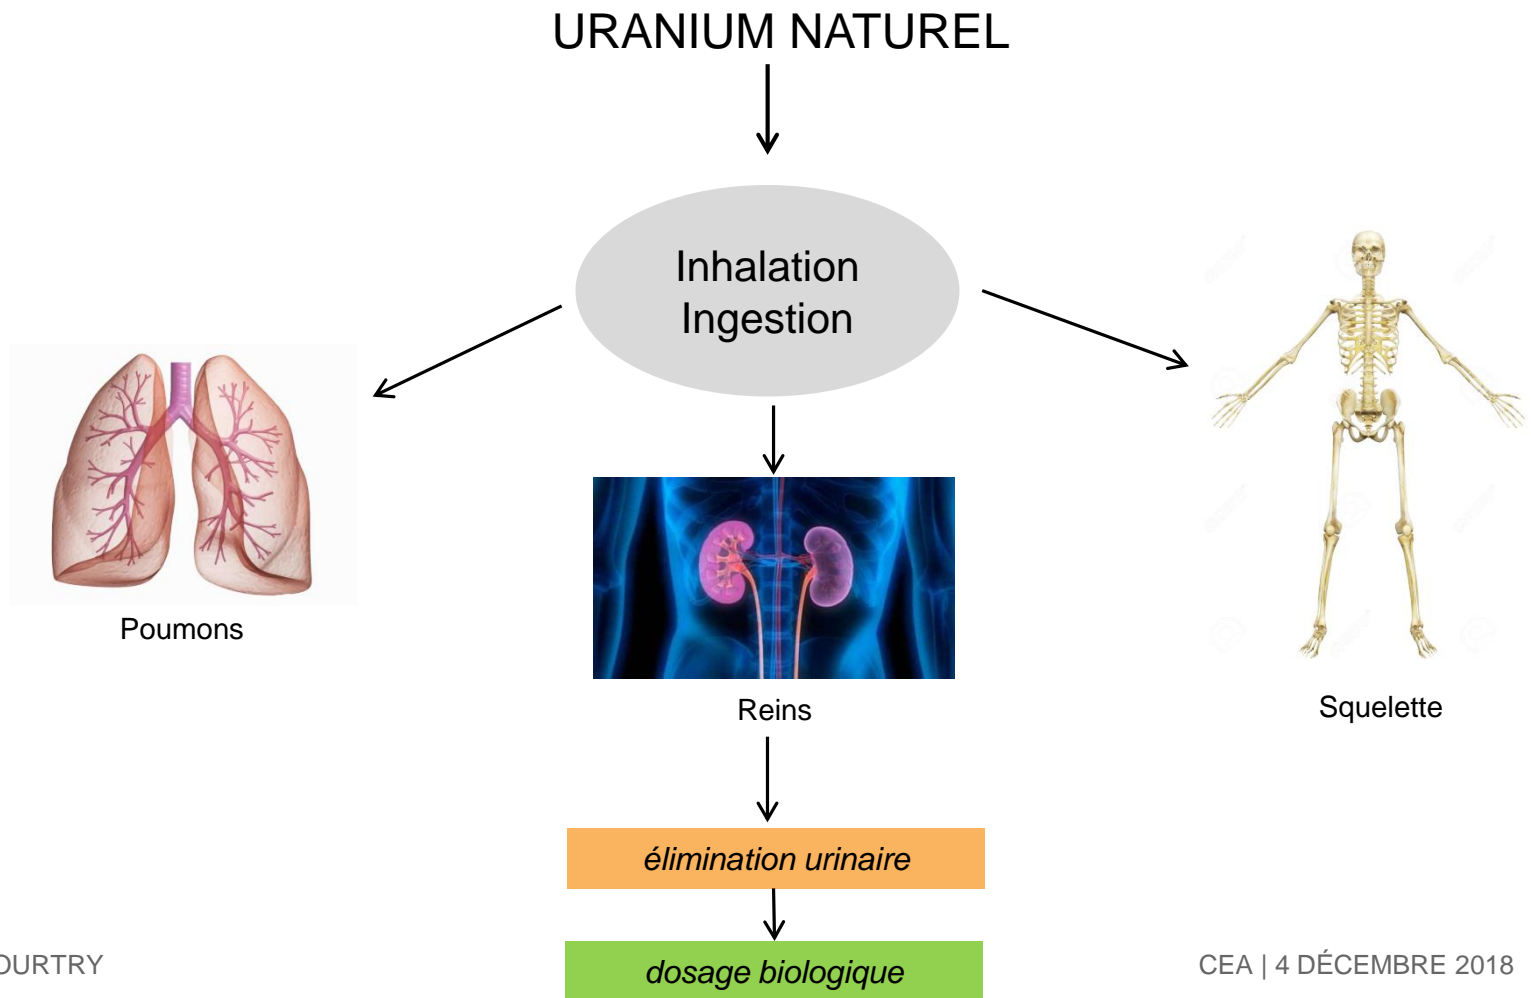 URANIUM NATUREL
Inhalation
Ingestion
Poumons
Reins
Squelette
élimination urinaire
dosage biologique
CEA | 4 DÉCEMBRE 2018